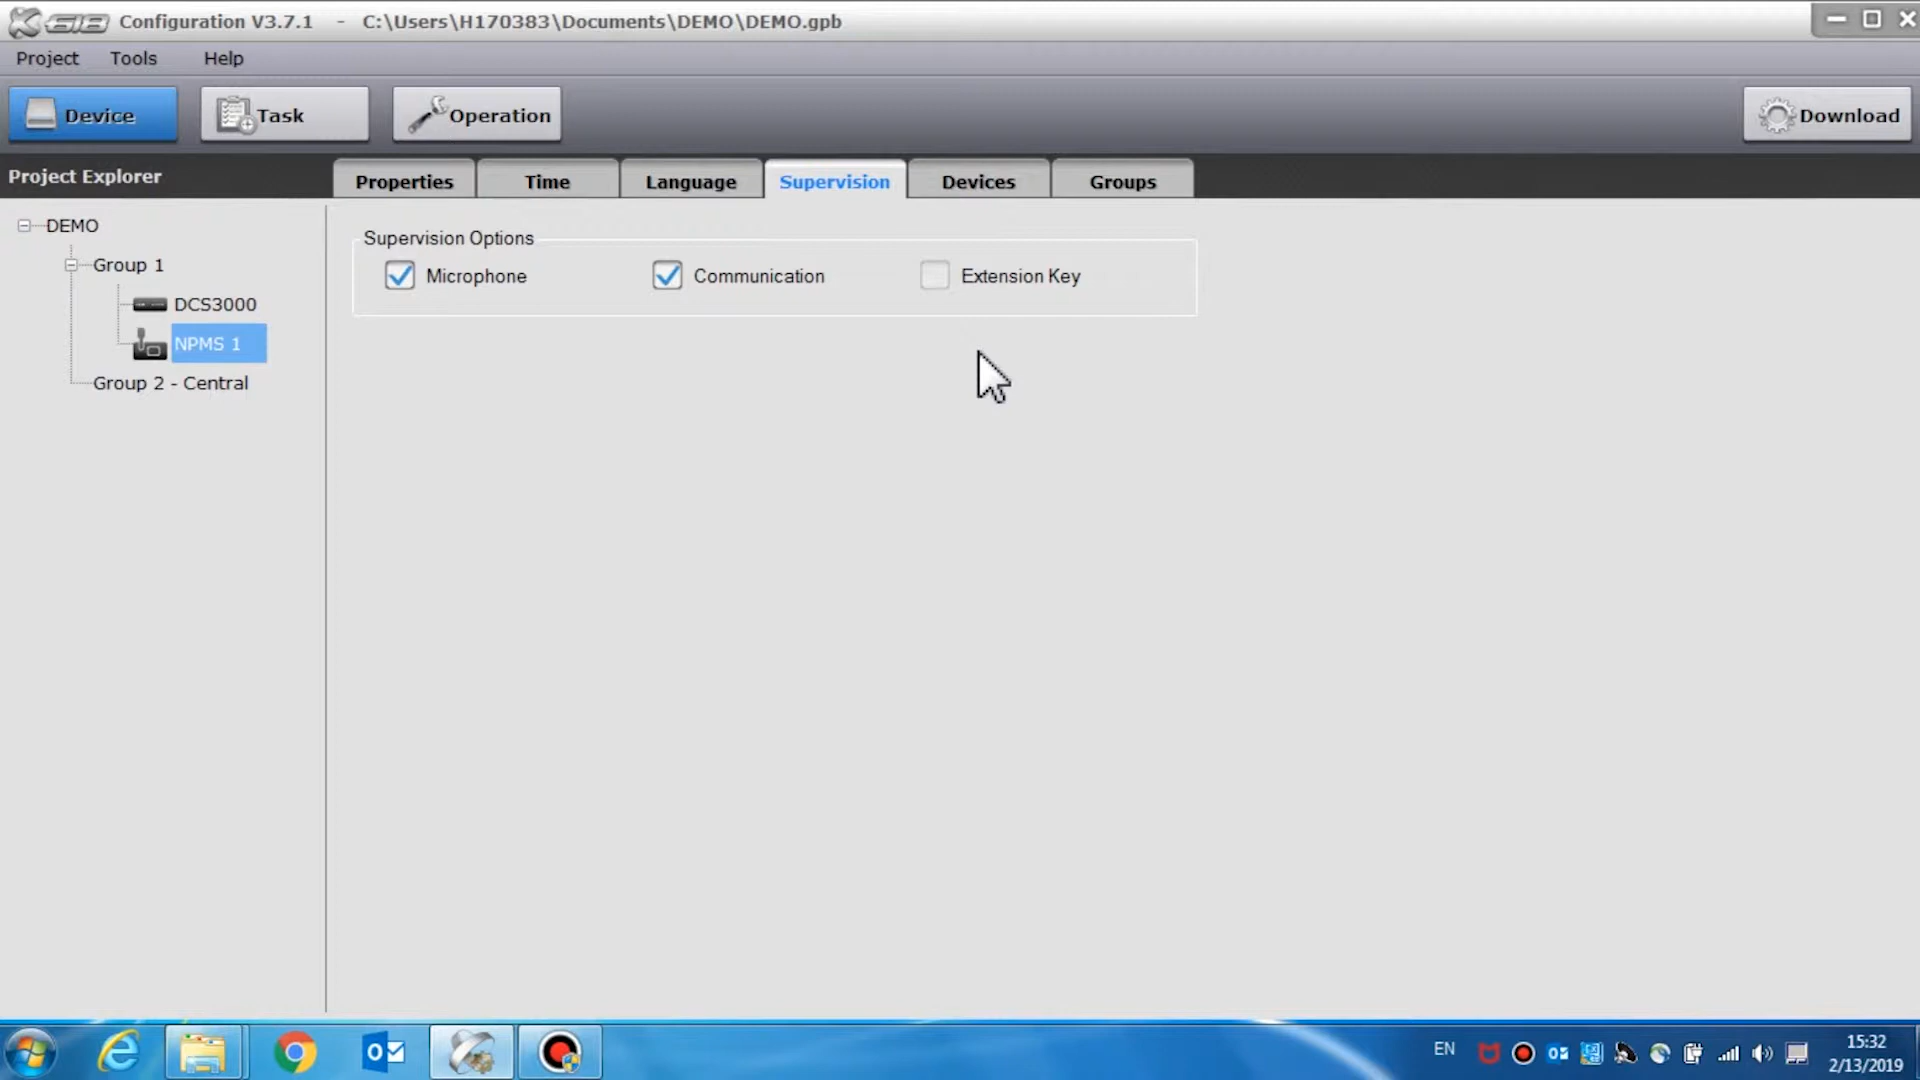 X-618 Configuration V3.7.1 - C:\Users\H170383\Documents\DEMO\DEMO.gpb
Project Tools Help
Device Task Operation Download
Project Explorer
Properties Time Language Supervision Devices Groups
DEMO
Group 1
DCS3000
NPMS 1
Group 2 - Central
Supervision Options
Microphone Communication Extension Key
EN
15:32
2/13/2019